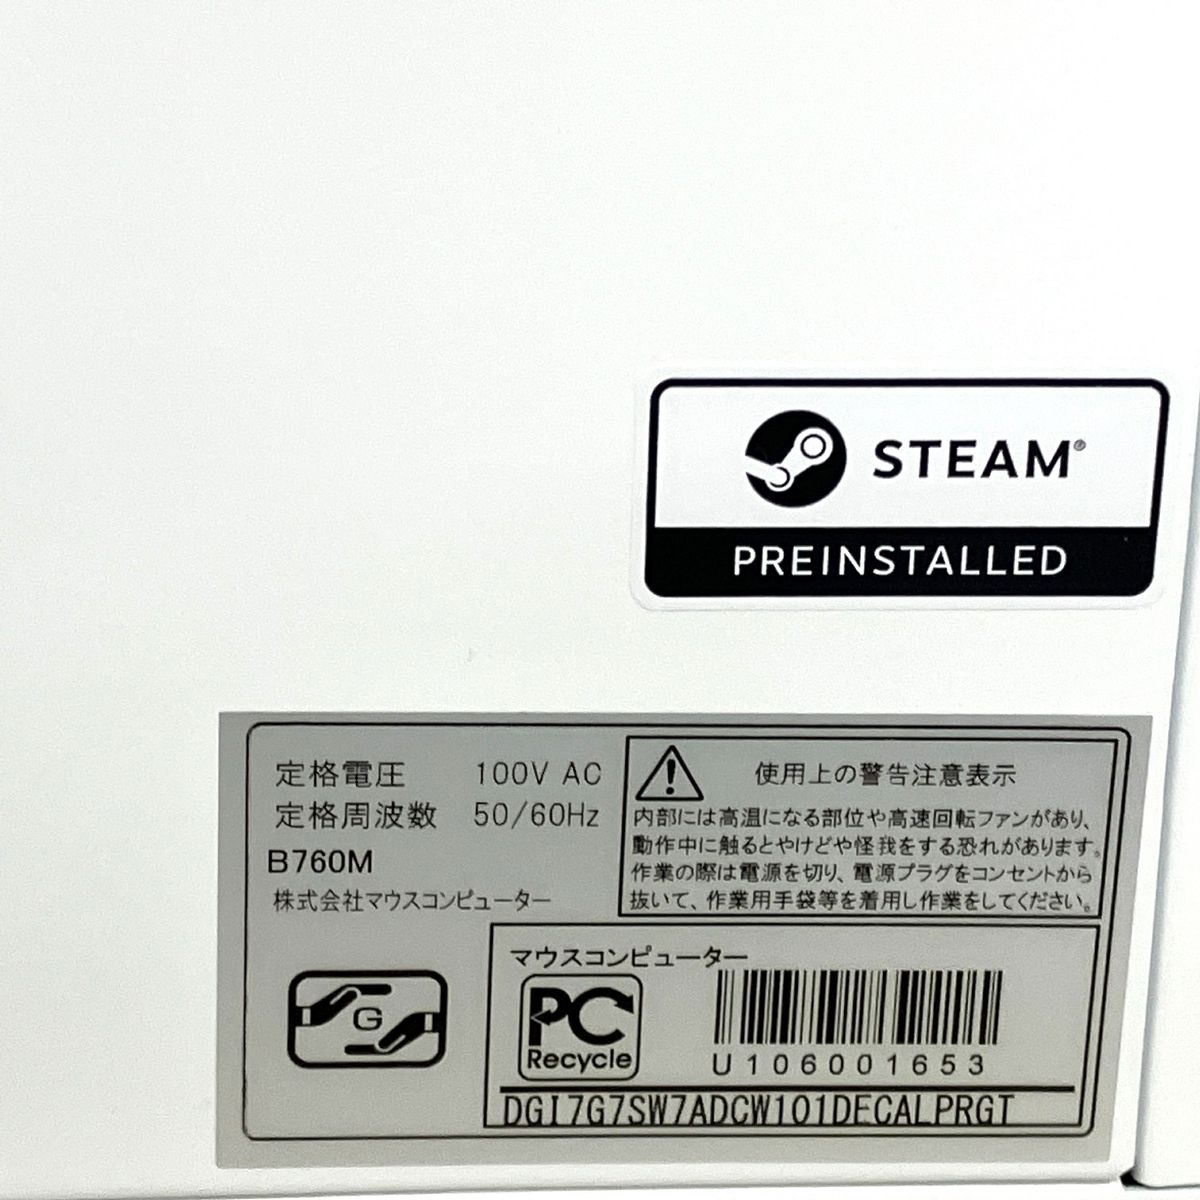 STEAM®
PREINSTALLED
定格電圧 100V AC
定格周波数 50/60Hz
B760M
株式会社マウスコンピューター
G
使用上の警告注意表示
内部には高温になる部位や高速回転ファンがあり、
動作中に触るとやけどや怪我をする恐れがあります。
作業の際は電源を切り、電源プラグをコンセントから
抜いて、作業用手袋等を着用し作業をしてください。
マウスコンピューター
PC
Recycle
U106001653
DGI7G7SW7ADCW101DECALPRGT